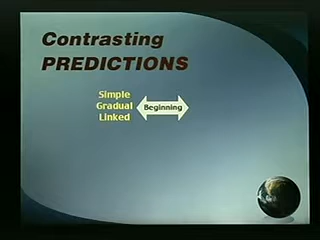 Contrasting
PREDICTIONS
Simple
Gradual
Linked
Beginning